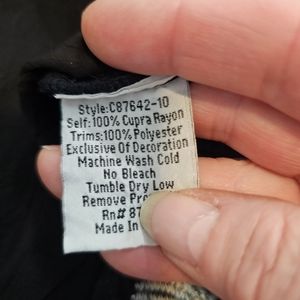 Style:C87642-10
Self:100% Cupra Rayon
Trims:100% Polyester
Exclusive Of Decoration
Machine Wash Cold
No Bleach
Tumble Dry Low
Remove
Rn# 87
Made In